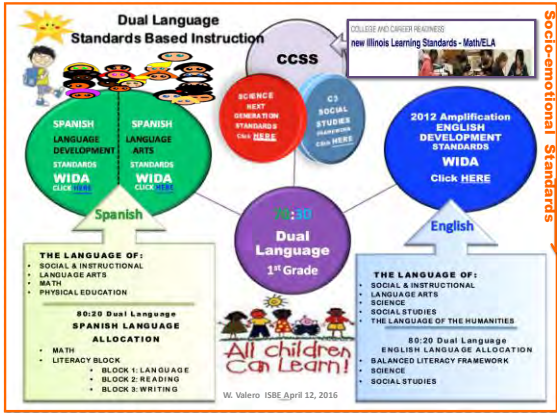 Dual Language
Standards Based Instruction
COLLEGE AND CAREER READINESS
new Illinois Learning Standards - Math/ELA
Socio-emotional Standards
CCSS
SCIENCE
NEXT
GENERATION
STANDARDS
Click HERE
C3
SOCIAL
STUDIES
FRAMEWORK
Click HERE
SPANISH
LANGUAGE
DEVELOPMENT
STANDARDS
WIDA
CLICK HERE
SPANISH
LANGUAGE
ARTS
STANDARDS
WIDA
CLICK HERE
2012 Amplification
ENGLISH
DEVELOPMENT
STANDARDS
WIDA
Click HERE
Spanish
70:30
Dual
Language
1st Grade
English
THE LANGUAGE OF:
• SOCIAL & INSTRUCTIONAL
• LANGUAGE ARTS
• MATH
• PHYSICAL EDUCATION
80:20 Dual Language
SPANISH LANGUAGE
ALLOCATION
• MATH
• LITERACY BLOCK
• BLOCK 1: LANGUAGE
• BLOCK 2: READING
• BLOCK 3: WRITING
THE LANGUAGE OF:
• SOCIAL & INSTRUCTIONAL
• LANGUAGE ARTS
• SCIENCE
• SOCIAL STUDIES
• THE LANGUAGE OF THE HUMANITIES
80:20 Dual Language
ENGLISH LANGUAGE ALLOCATION
• BALANCED LITERACY FRAMEWORK
• SCIENCE
• SOCIAL STUDIES
All children
Can Learn!
W. Valero ISBE_April 12, 2016